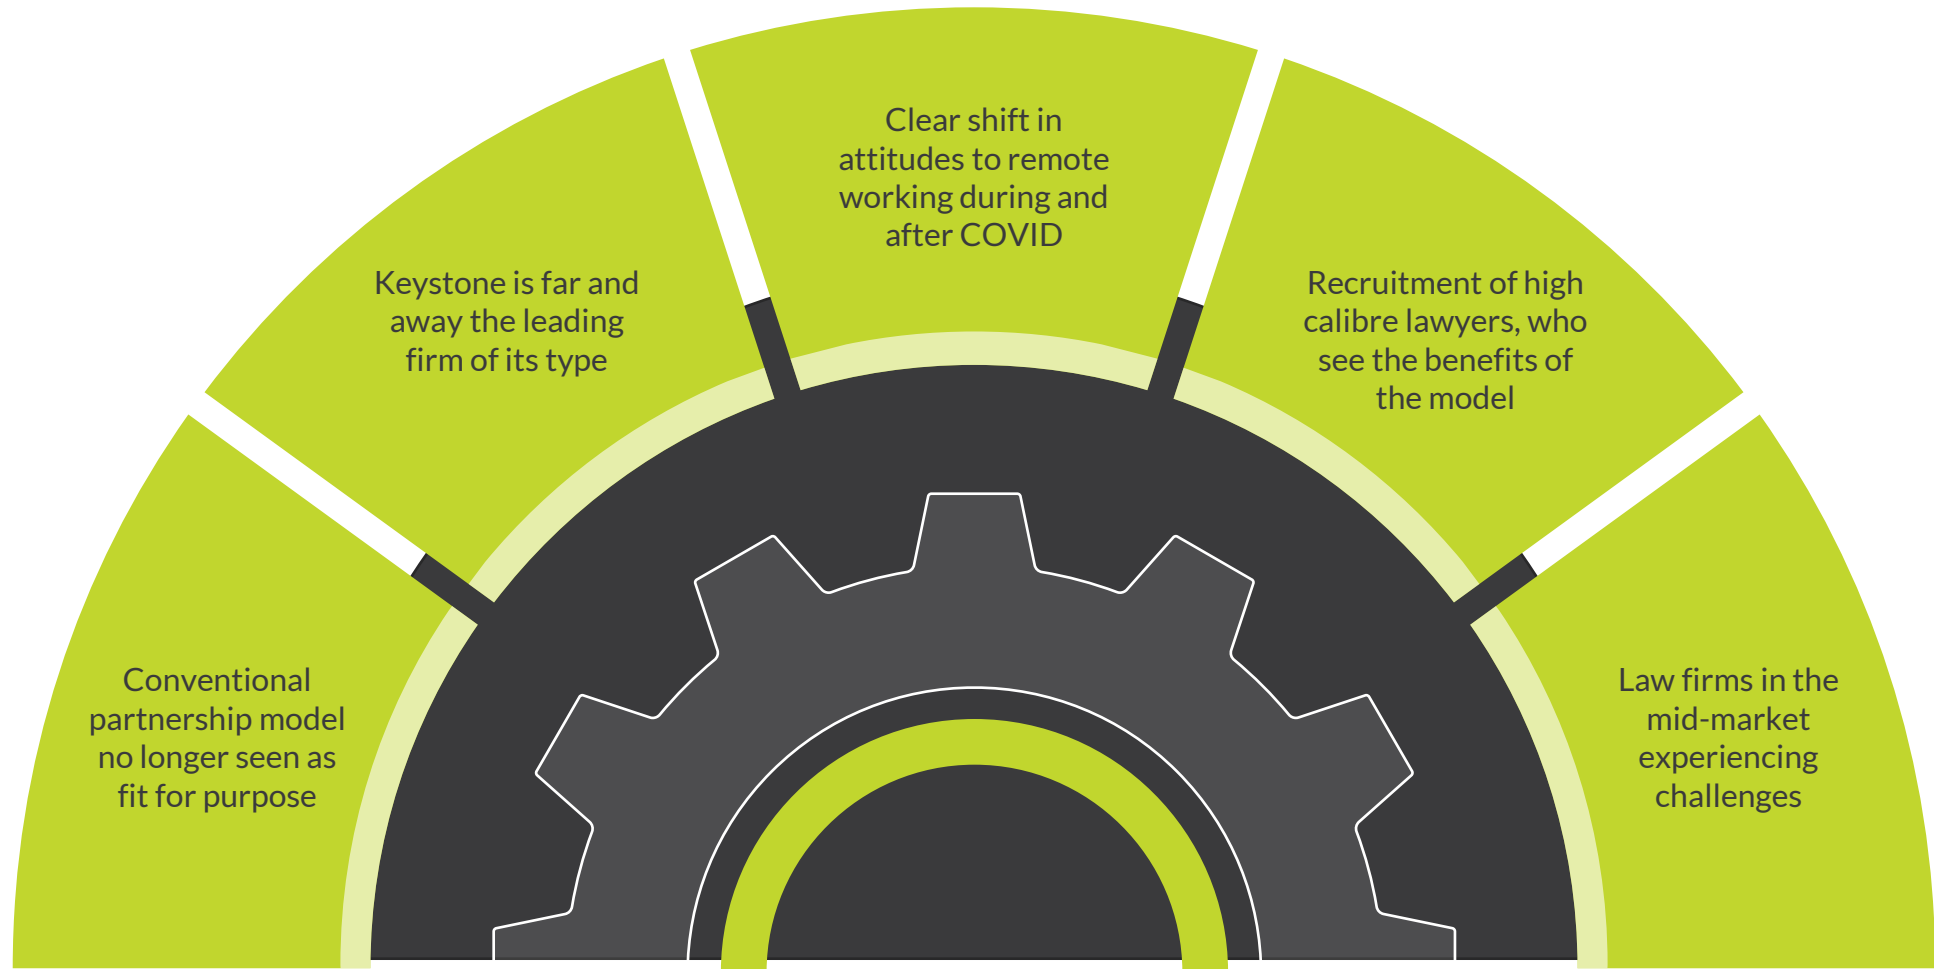 Conventional
partnership model
no longer seen as
fit for purpose
Keystone is far and
away the leading
firm of its type
Clear shift in
attitudes to remote
working during and
after COVID
Recruitment of high
calibre lawyers, who
see the benefits of
the model
Law firms in the
mid-market
experiencing
challenges